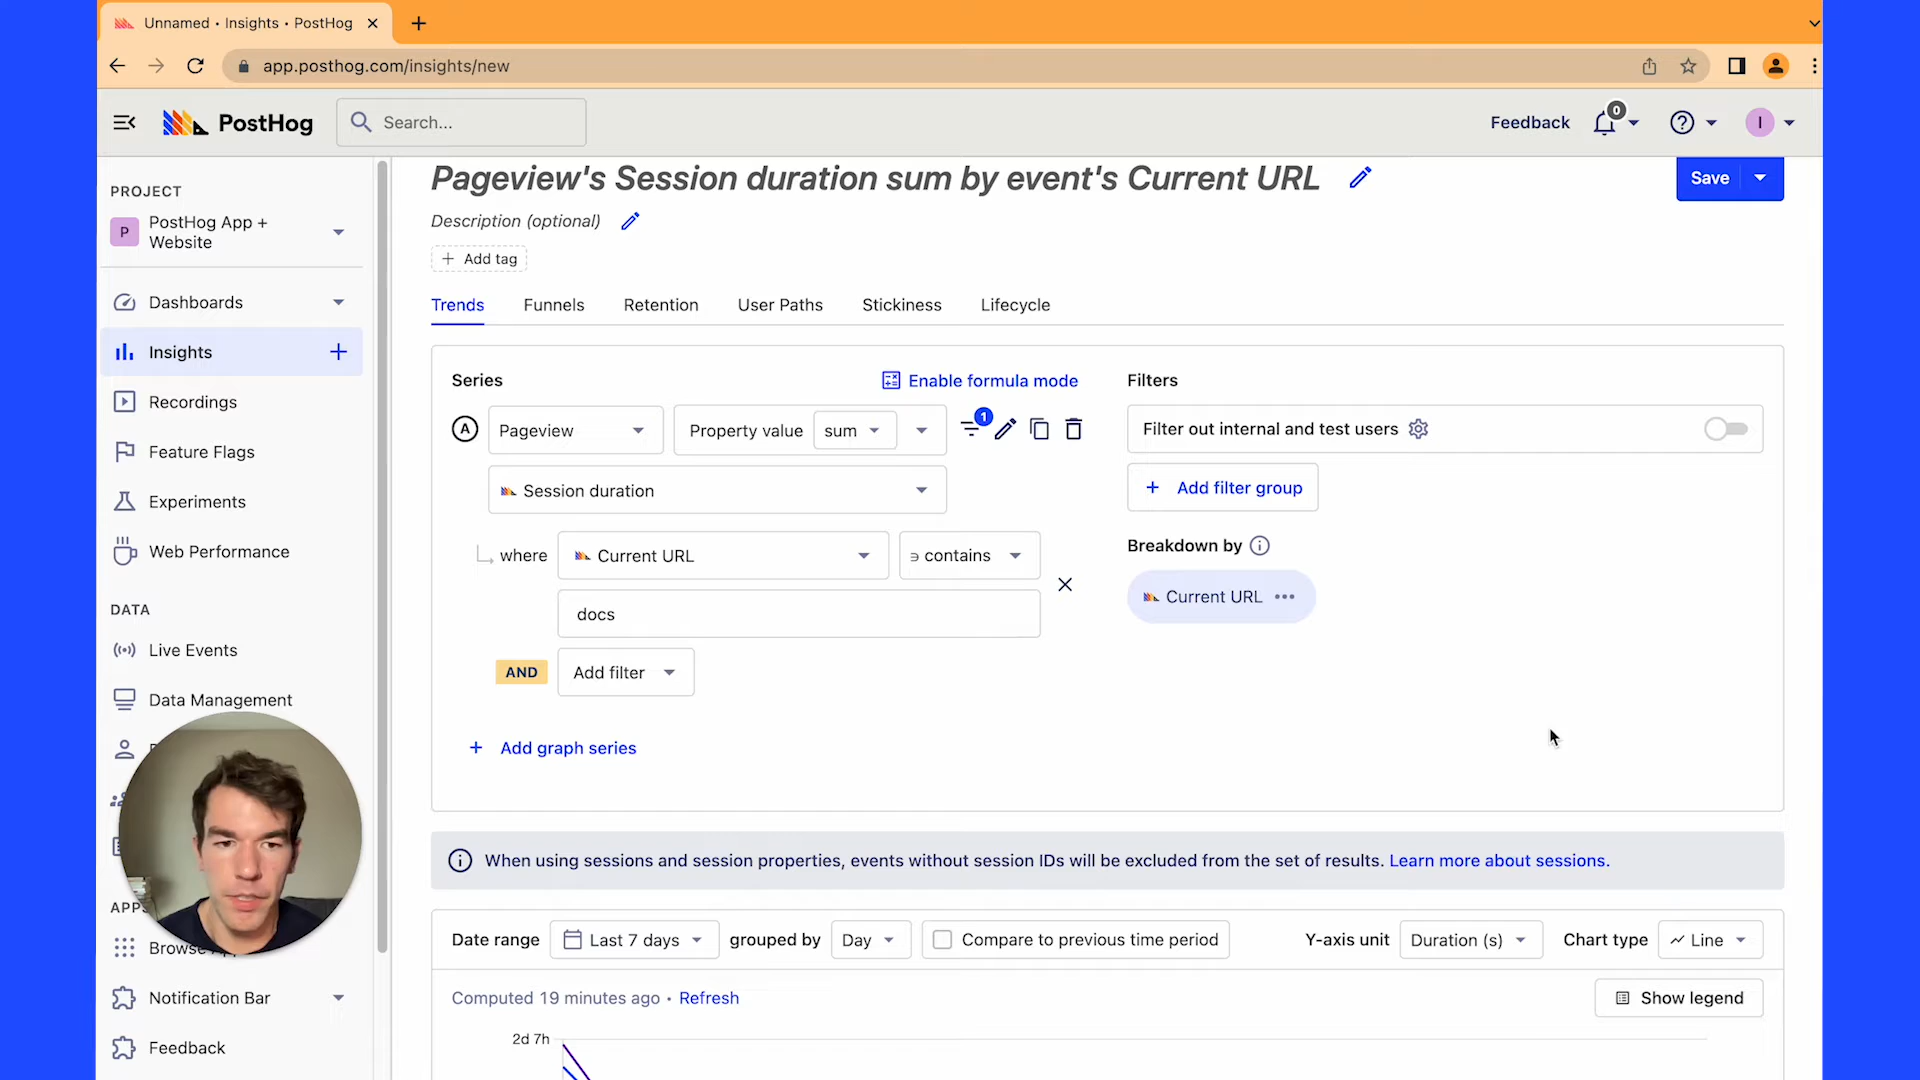 Unnamed • Insights • PostHog
app.posthog.com/insights/new
PostHog
Search...
Feedback
0
I
PROJECT
P
PostHog App +
Website
Dashboards
Insights
Recordings
Feature Flags
Experiments
Web Performance
DATA
Live Events
Data Management
APPS
Browse
Notification Bar
Feedback
Pageview's Session duration sum by event's Current URL
Save
Description (optional)
+ Add tag
Trends Funnels Retention User Paths Stickiness Lifecycle
Series
Enable formula mode
A Pageview Property value sum 1
Session duration
where Current URL ∋ contains
docs
AND Add filter
+ Add graph series
Filters
Filter out internal and test users
+ Add filter group
Breakdown by
Current URL •••
When using sessions and session properties, events without session IDs will be excluded from the set of results. Learn more about sessions.
Date range Last 7 days grouped by Day Compare to previous time period Y-axis unit Duration (s) Chart type Line
Computed 19 minutes ago • Refresh
Show legend
2d 7h